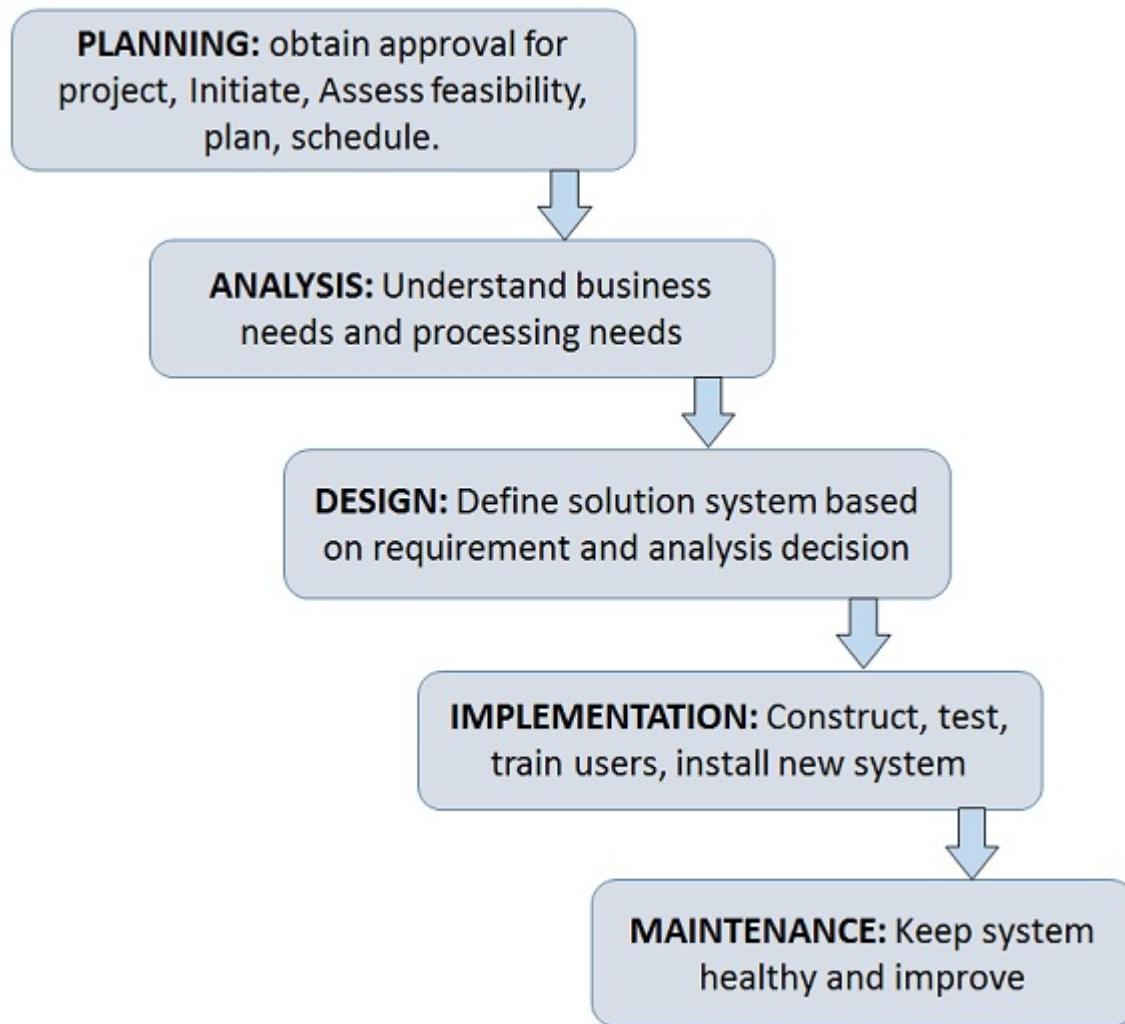 PLANNING: obtain approval for
project, Initiate, Assess feasibility,
plan, schedule.
ANALYSIS: Understand business
needs and processing needs
DESIGN: Define solution system based
on requirement and analysis decision
IMPLEMENTATION: Construct, test,
train users, install new system
MAINTENANCE: Keep system
healthy and improve